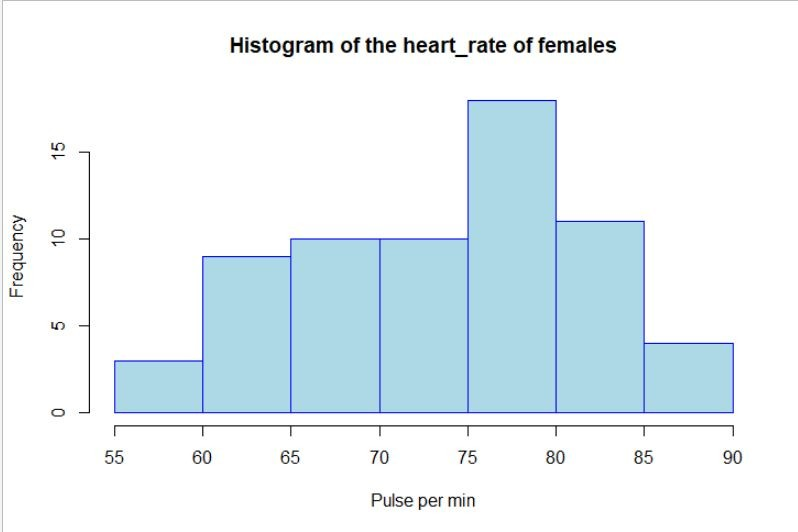 Histogram of the heart_rate of females
Frequency
15
10
5
0
55 60 65 70 75 80 85 90
Pulse per min